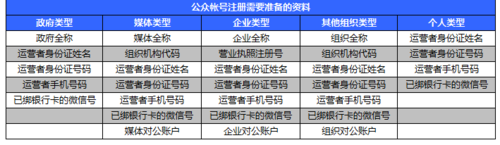 公众帐号注册需要准备的资料
政府类型 媒体类型 企业类型 其他组织类型 个人类型
政府全称 媒体全称 企业全称 组织全称 运营者身份证姓名
运营者身份证姓名 组织机构代码 营业执照注册号 组织机构代码 运营者身份证号码
运营者身份证号码 运营者身份证姓名 运营者身份证姓名 运营者身份证姓名 运营者手机号码
运营者手机号码 运营者身份证号码 运营者身份证号码 运营者身份证号码 已绑银行卡的微信号
已绑银行卡的微信号 运营者手机号码 运营者手机号码 运营者手机号码
已绑银行卡的微信号 已绑银行卡的微信号 已绑银行卡的微信号
媒体对公账户 企业对公账户 组织对公账户